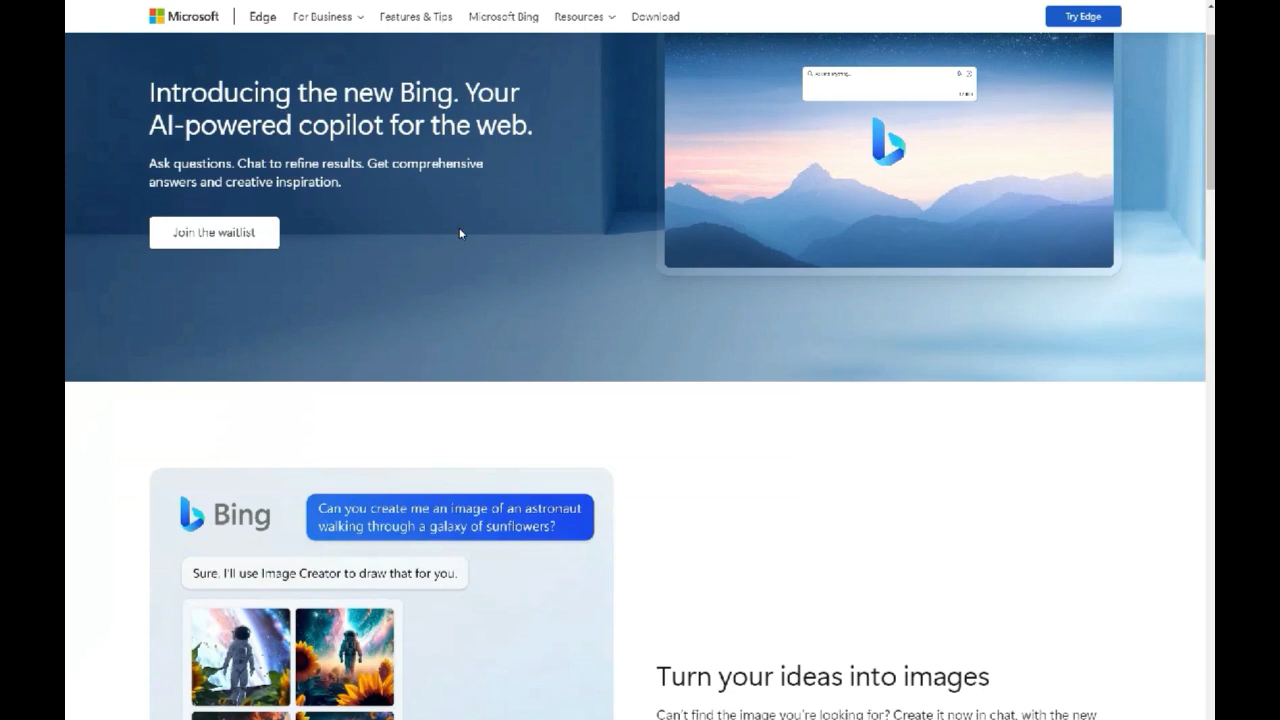 Microsoft Edge For Business Features & Tips Microsoft Bing Resources Download Try Edge
Introducing the new Bing. Your
AI-powered copilot for the web.
Ask questions. Chat to refine results. Get comprehensive
answers and creative inspiration.
Join the waitlist
Bing
Can you create me an image of an astronaut
walking through a galaxy of sunflowers?
Sure, I'll use Image Creator to draw that for you.
Turn your ideas into images
Can't find the image you're looking for? Create it now in chat, with the new